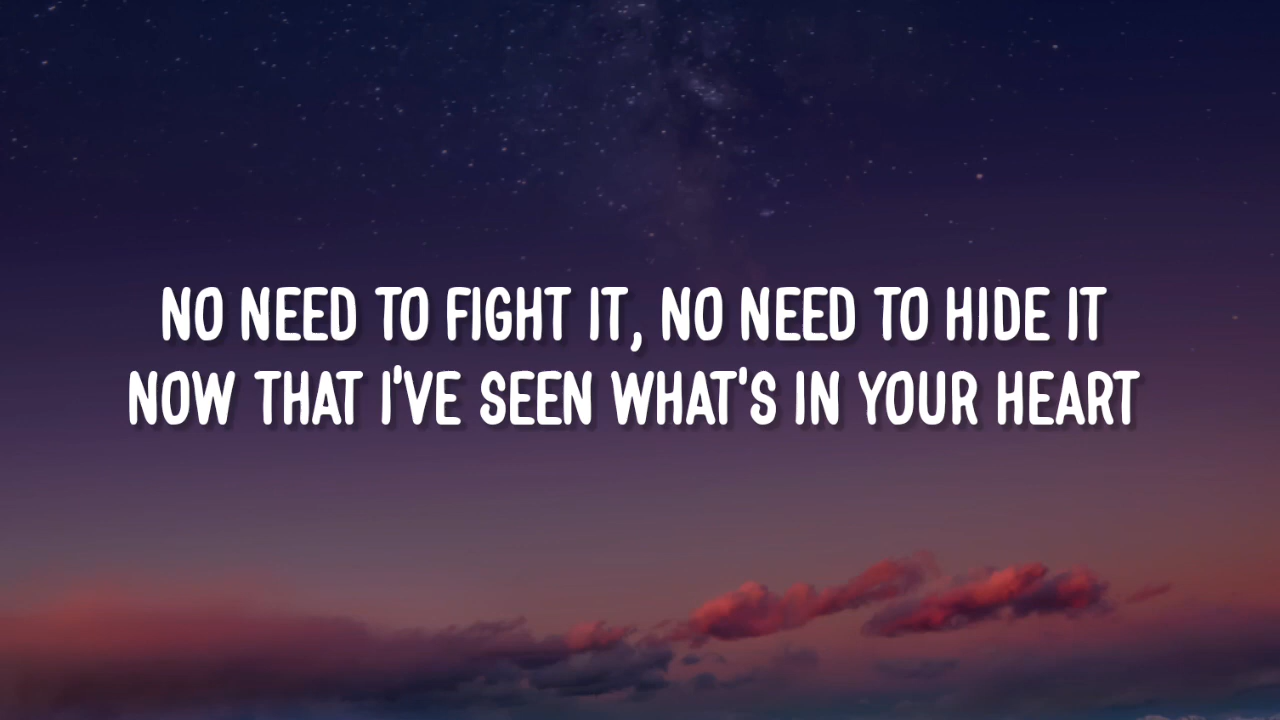 NO NEED TO FIGHT IT, NO NEED TO HIDE IT
NOW THAT I'VE SEEN WHAT'S IN YOUR HEART